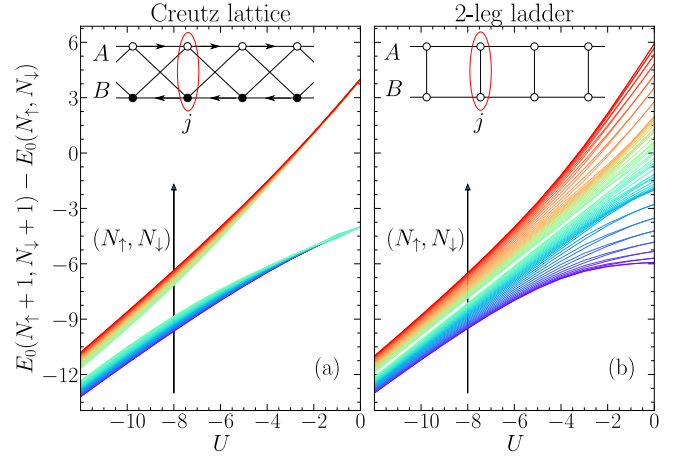 Creutz lattice
2-leg ladder
E₀(N↑ + 1, N↓ + 1) − E₀(N↑, N↓)
6
3
0
−3
−6
−9
−12
A
B
j
(N↑, N↓)
(a)
−10 −8 −6 −4 −2 0
U
A
B
j
(N↑, N↓)
(b)
−10 −8 −6 −4 −2 0
U